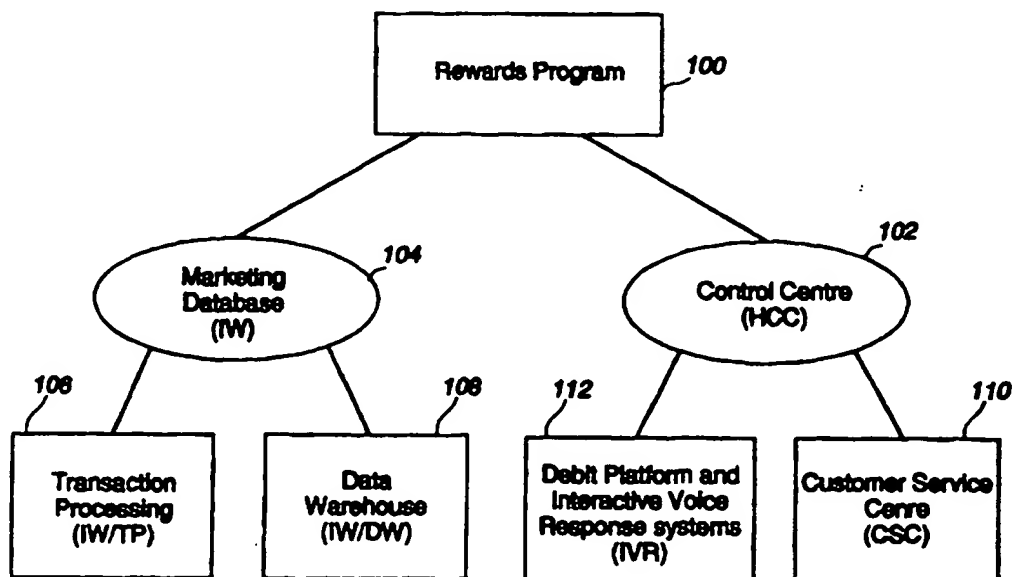 Rewards Program
100
104
102
Marketing
Database
(IW)
Control Centre
(HCC)
106
108
112
110
Transaction
Processing
(IW/TP)
Data
Warehouse
(IW/DW)
Debit Platform and
Interactive Voice
Response systems
(IVR)
Customer Service
Cenre
(CSC)